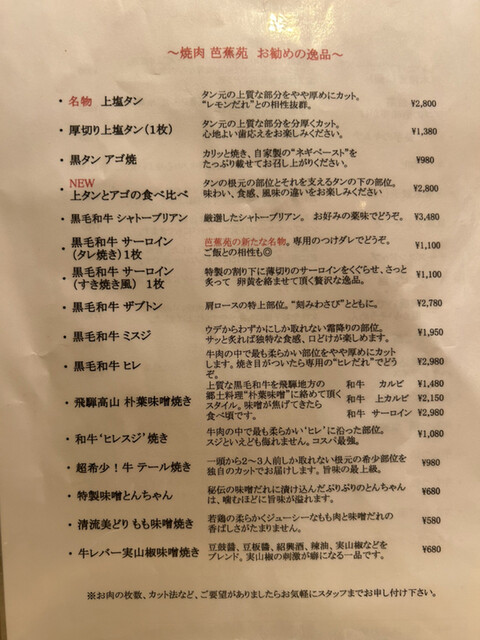 ～焼肉 芭蕉苑 お勧めの逸品～
・名物 上塩タン
タン元の上質な部分をやや厚めにカット。
“レモンだれ”との相性抜群。
¥2,800
・厚切り上塩タン(1枚)
タン元の上質な部分を分厚くカット。
心地よい歯応えをお楽しみください。
¥1,380
・黒タン アゴ焼
カリッと焼き、自家製の“ネギペースト”を
たっぷり載せてお召し上がりください。
¥980
・NEW
上タンとアゴの食べ比べ
タンの根元の部位とそれを支えるタンの下の部位。
味わい、食感、風味の違いをお楽しみください
¥2,800
・黒毛和牛 シャトーブリアン
厳選したシャトーブリアン。 お好みの薬味でどうぞ。
¥3,480
・黒毛和牛 サーロイン
(タレ焼き) 1枚
芭蕉苑の新たな名物。専用のつけダレでどうぞ。
ご飯との相性も◎
¥1,100
・黒毛和牛 サーロイン
(すき焼き風) 1枚
特製の割り下に薄切りのサーロインをくぐらせ、さっと
炙って 卵黄を絡ませて頂く贅沢な逸品。
¥1,100
・黒毛和牛 ザブトン
肩ロースの特上部位。“刻みわさび”とともに。
¥2,780
・黒毛和牛 ミスジ
ウデからわずかにしか取れない霜降りの部位。
サッと炙れば独特な食感、口どけが楽しめます。
¥1,950
・黒毛和牛 ヒレ
牛肉の中で最も柔らかい部位をやや厚めにカット
します。焼き目がついたら専用の“ヒレだれ”でどう
ぞ。
¥2,980
・飛騨高山 朴葉味噌焼き
上質な黒毛和牛を飛騨地方の
郷土料理“朴葉味噌”に絡めて頂く
スタイル。味噌が焦げてきたら
食べ頃です。
和牛 カルビ ¥1,480
和牛 上カルビ ¥2,150
和牛 サーロイン ¥2,980
・和牛‘ヒレスジ’焼き
牛肉の中で最も柔らかい‘ヒレ’に沿った部位。
スジといえども侮れません。コスパ最強。
¥1,080
・超希少！牛 テール焼き
一頭から2～3人前しか取れない根元の希少部位を
独自のカットでお届けします。旨味の最上級。
¥980
・特製味噌とんちゃん
秘伝の味噌だれに漬け込んだぷりぷりのとんちゃん
は、噛むほどに旨味が溢れます。
¥680
・清流美どり もも味噌焼き
若鶏の柔らかくジューシーなもも肉と味噌だれの
香ばしさがたまりません。
¥580
・牛レバー実山椒味噌焼き
豆鼓醤、豆板醤、紹興酒、辣油、実山椒などを
ブレンド。実山椒の刺激が癖になる一品です。
¥680
※お肉の枚数、カット法など、ご要望がありましたらお気軽にスタッフまでお申し付け下さい。